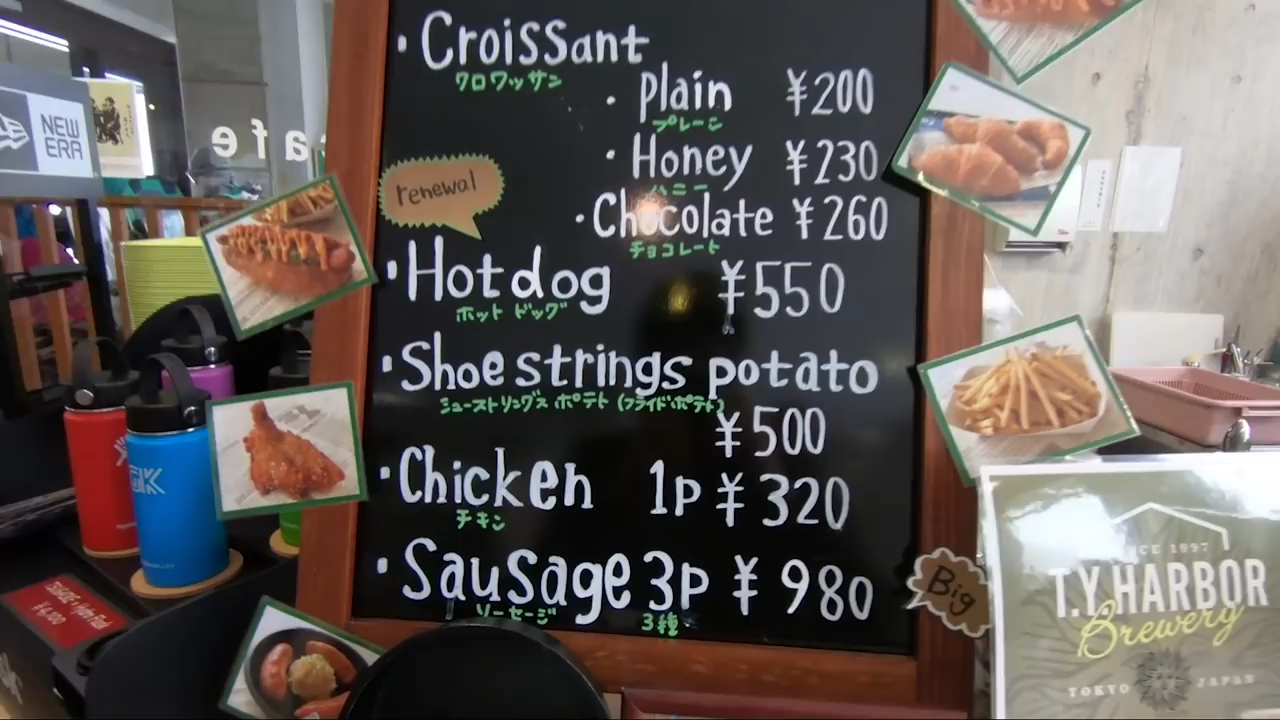 ・Croissant
クロワッサン
・Plain ¥200
プレーン
・Honey ¥230
ハニー
・Chocolate ¥260
チョコレート
renewal
・Hotdog ¥550
ホットドッグ
・Shoestrings potato
シューストリングス ポテト (フライドポテト)
¥500
・Chicken 1p ¥320
チキン
・Sausage 3p ¥980
ソーセージ 3種
Big
NEW
ERA
cafe
SINCE 1997
T.Y.HARBOR
Brewery
TOKYO JAPAN